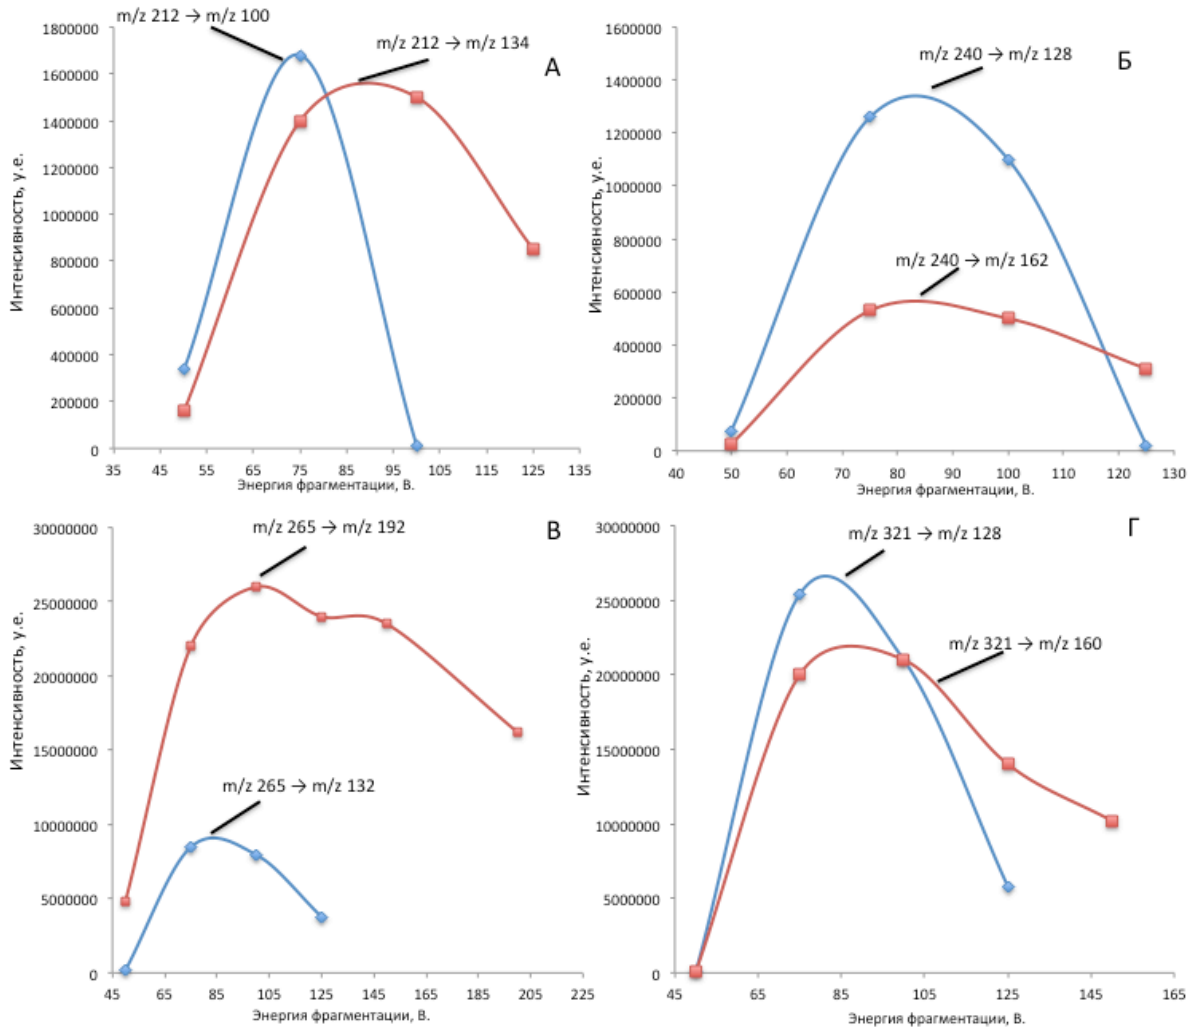 m/z 212 → m/z 100
m/z 212 → m/z 134
А
Интенсивность, у.е.
1800000
1600000
1400000
1200000
1000000
800000
600000
400000
200000
0
35 45 55 65 75 85 95 105 115 125 135
Энергия фрагментации, В.
m/z 240 → m/z 128
Б
m/z 240 → m/z 162
Интенсивность, у.е.
1600000
1400000
1200000
1000000
800000
600000
400000
200000
0
40 50 60 70 80 90 100 110 120 130
Энергия фрагментации, В.
m/z 265 → m/z 192
В
m/z 265 → m/z 132
Интенсивность, у.е.
30000000
25000000
20000000
15000000
10000000
5000000
0
45 65 85 105 125 145 165 185 205 225
Энергия фрагментации, В.
m/z 321 → m/z 128
Г
m/z 321 → m/z 160
Интенсивность, у.е.
30000000
25000000
20000000
15000000
10000000
5000000
0
45 65 85 105 125 145 165
Энергия фрагментации, В.